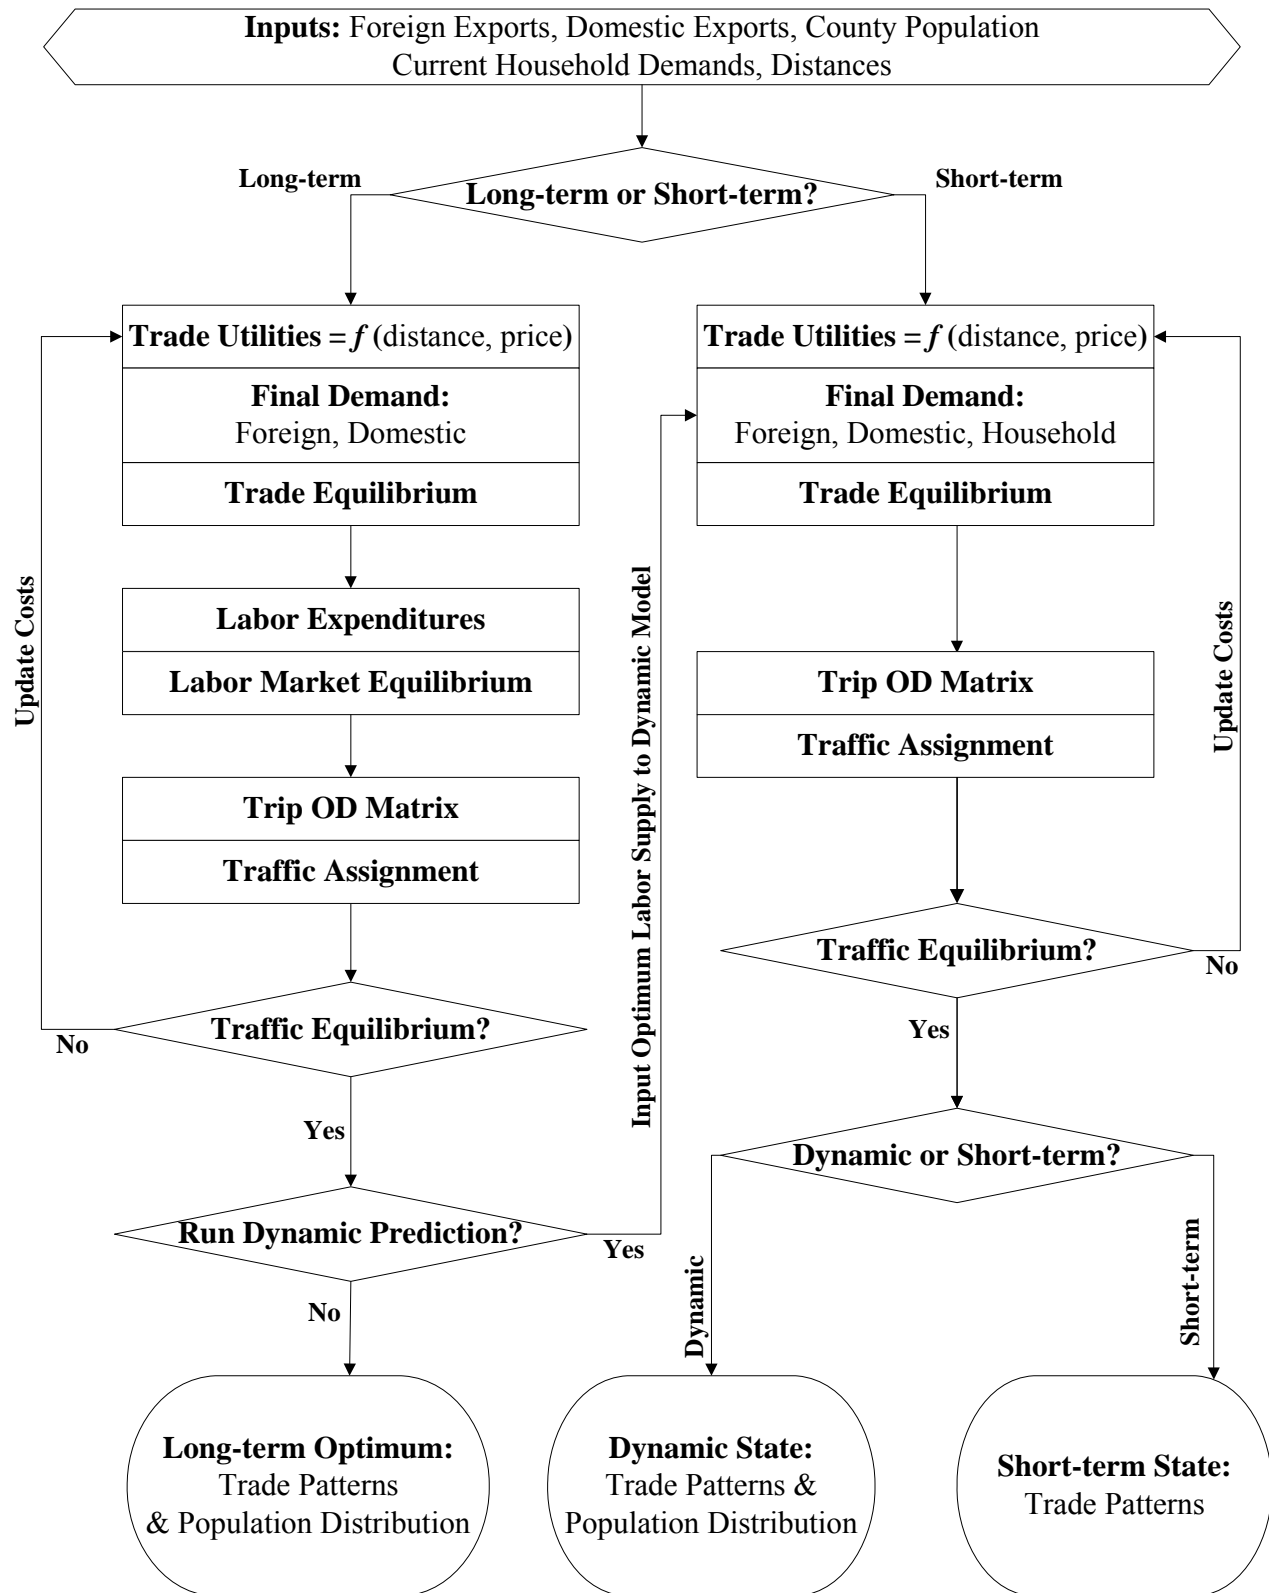 Inputs: Foreign Exports, Domestic Exports, County Population
Current Household Demands, Distances
Long-term or Short-term?
Long-term
Short-term
Trade Utilities = f (distance, price)
Final Demand:
Foreign, Domestic
Trade Equilibrium
Labor Expenditures
Labor Market Equilibrium
Trip OD Matrix
Traffic Assignment
Traffic Equilibrium?
No
Update Costs
Yes
Run Dynamic Prediction?
Yes
Input Optimum Labor Supply to Dynamic Model
No
Long-term Optimum:
Trade Patterns
& Population Distribution
Trade Utilities = f (distance, price)
Final Demand:
Foreign, Domestic, Household
Trade Equilibrium
Trip OD Matrix
Traffic Assignment
Traffic Equilibrium?
No
Update Costs
Yes
Dynamic or Short-term?
Dynamic
Short-term
Dynamic State:
Trade Patterns &
Population Distribution
Short-term State:
Trade Patterns